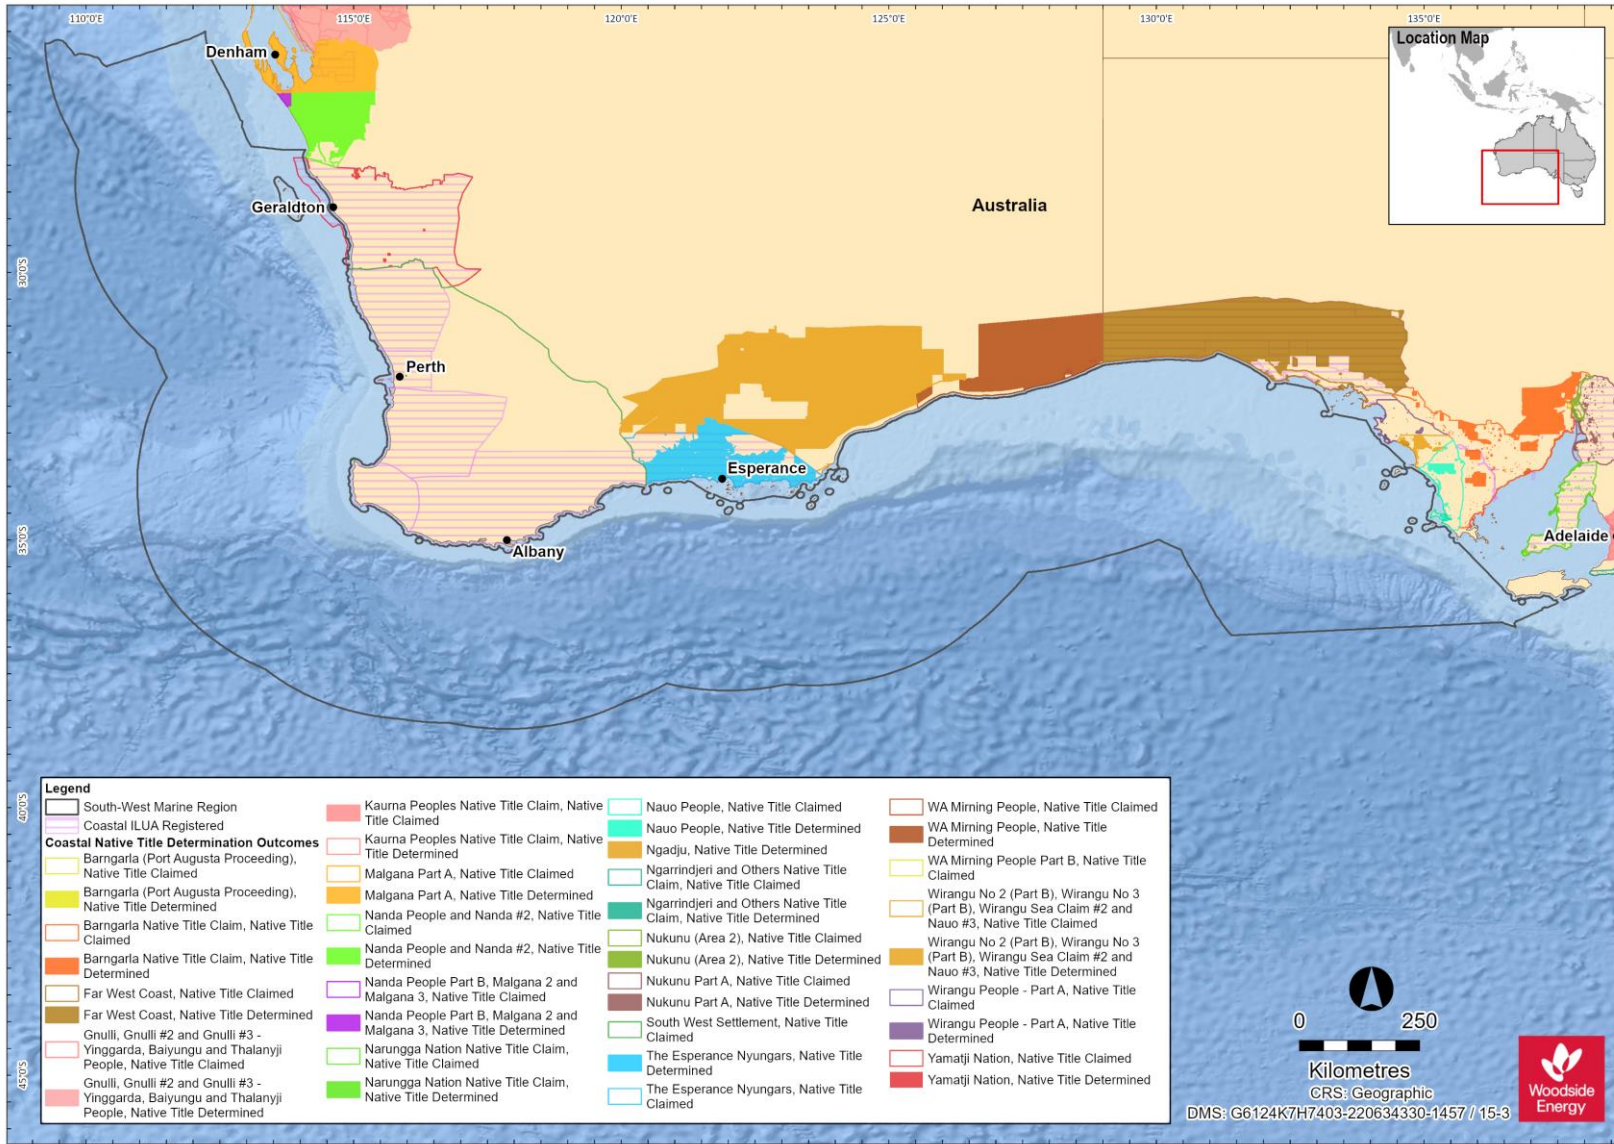 110°0'E
115°0'E
120°0'E
125°0'E
130°0'E
135°0'E
Location Map
Denham
Geraldton
Australia
30°0'S
Perth
Esperance
35°0'S
Albany
Adelaide
40°0'S
45°0'S
Legend
South-West Marine Region
Coastal ILUA Registered
Coastal Native Title Determination Outcomes
Barngarla (Port Augusta Proceeding),
Native Title Claimed
Barngarla (Port Augusta Proceeding),
Native Title Determined
Barngarla Native Title Claim, Native Title
Claimed
Barngarla Native Title Claim, Native Title
Determined
Far West Coast, Native Title Claimed
Far West Coast, Native Title Determined
Gnulli, Gnulli #2 and Gnulli #3 -
Yinggarda, Baiyungu and Thalanyji
People, Native Title Claimed
Gnulli, Gnulli #2 and Gnulli #3 -
Yinggarda, Baiyungu and Thalanyji
People, Native Title Determined
Kaurna Peoples Native Title Claim, Native
Title Claimed
Kaurna Peoples Native Title Claim, Native
Title Determined
Malgana Part A, Native Title Claimed
Malgana Part A, Native Title Determined
Nanda People and Nanda #2, Native Title
Claimed
Nanda People and Nanda #2, Native Title
Determined
Nanda People Part B, Malgana 2 and
Malgana 3, Native Title Claimed
Nanda People Part B, Malgana 2 and
Malgana 3, Native Title Determined
Narungga Nation Native Title Claim,
Native Title Claimed
Narungga Nation Native Title Claim,
Native Title Determined
Nauo People, Native Title Claimed
Nauo People, Native Title Determined
Ngadju, Native Title Determined
Ngarrindjeri and Others Native Title
Claim, Native Title Claimed
Ngarrindjeri and Others Native Title
Claim, Native Title Determined
Nukunu (Area 2), Native Title Claimed
Nukunu (Area 2), Native Title Determined
Nukunu Part A, Native Title Claimed
Nukunu Part A, Native Title Determined
South West Settlement, Native Title
Claimed
The Esperance Nyungars, Native Title
Determined
The Esperance Nyungars, Native Title
Claimed
WA Mirning People, Native Title Claimed
WA Mirning People, Native Title
Determined
WA Mirning People Part B, Native Title
Claimed
Wirangu No 2 (Part B), Wirangu No 3
(Part B), Wirangu Sea Claim #2 and
Nauo #3, Native Title Claimed
Wirangu No 2 (Part B), Wirangu No 3
(Part B), Wirangu Sea Claim #2 and
Nauo #3, Native Title Determined
Wirangu People - Part A, Native Title
Claimed
Wirangu People - Part A, Native Title
Determined
Yamatji Nation, Native Title Claimed
Yamatji Nation, Native Title Determined
0 250
Kilometres
CRS: Geographic
DMS: G6124K7H7403-220634330-1457 / 15-3
Woodside
Energy